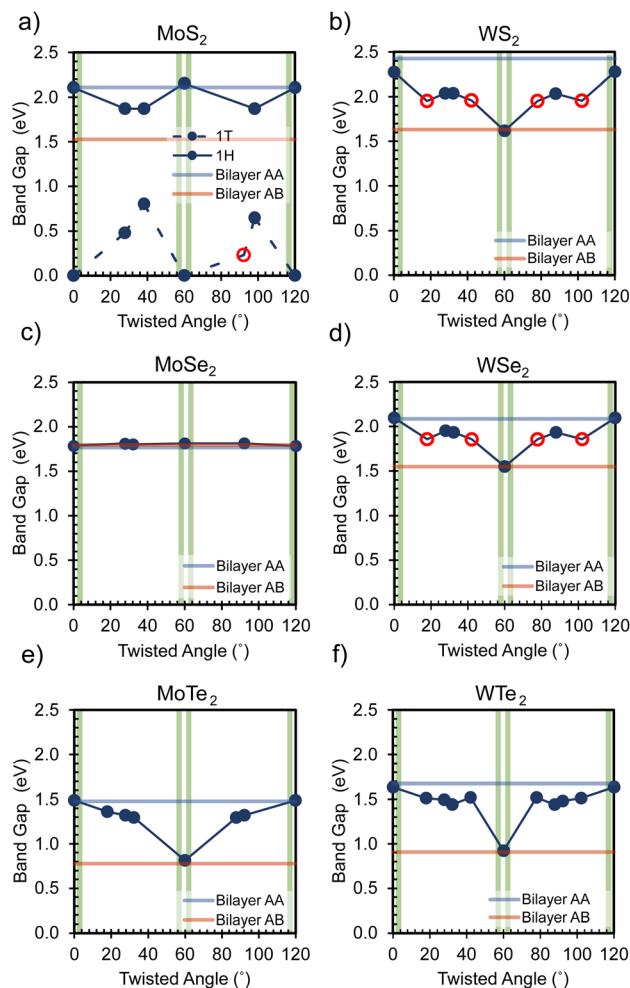 a)
MoS2
2.5
2.0
1.5
1.0
0.5
0.0
Band Gap (eV)
1T
1H
Bilayer AA
Bilayer AB
0 20 40 60 80 100 120
Twisted Angle (°)
b)
WS2
2.5
2.0
1.5
1.0
0.5
0.0
Band Gap (eV)
Bilayer AA
Bilayer AB
0 20 40 60 80 100 120
Twisted Angle (°)
c)
MoSe2
2.5
2.0
1.5
1.0
0.5
0.0
Band Gap (eV)
Bilayer AA
Bilayer AB
0 20 40 60 80 100 120
Twisted Angle (°)
d)
WSe2
2.5
2.0
1.5
1.0
0.5
0.0
Band Gap (eV)
Bilayer AA
Bilayer AB
0 20 40 60 80 100 120
Twisted Angle (°)
e)
MoTe2
2.5
2.0
1.5
1.0
0.5
0.0
Band Gap (eV)
Bilayer AA
Bilayer AB
0 20 40 60 80 100 120
Twisted Angle (°)
f)
WTe2
2.5
2.0
1.5
1.0
0.5
0.0
Band Gap (eV)
Bilayer AA
Bilayer AB
0 20 40 60 80 100 120
Twisted Angle (°)